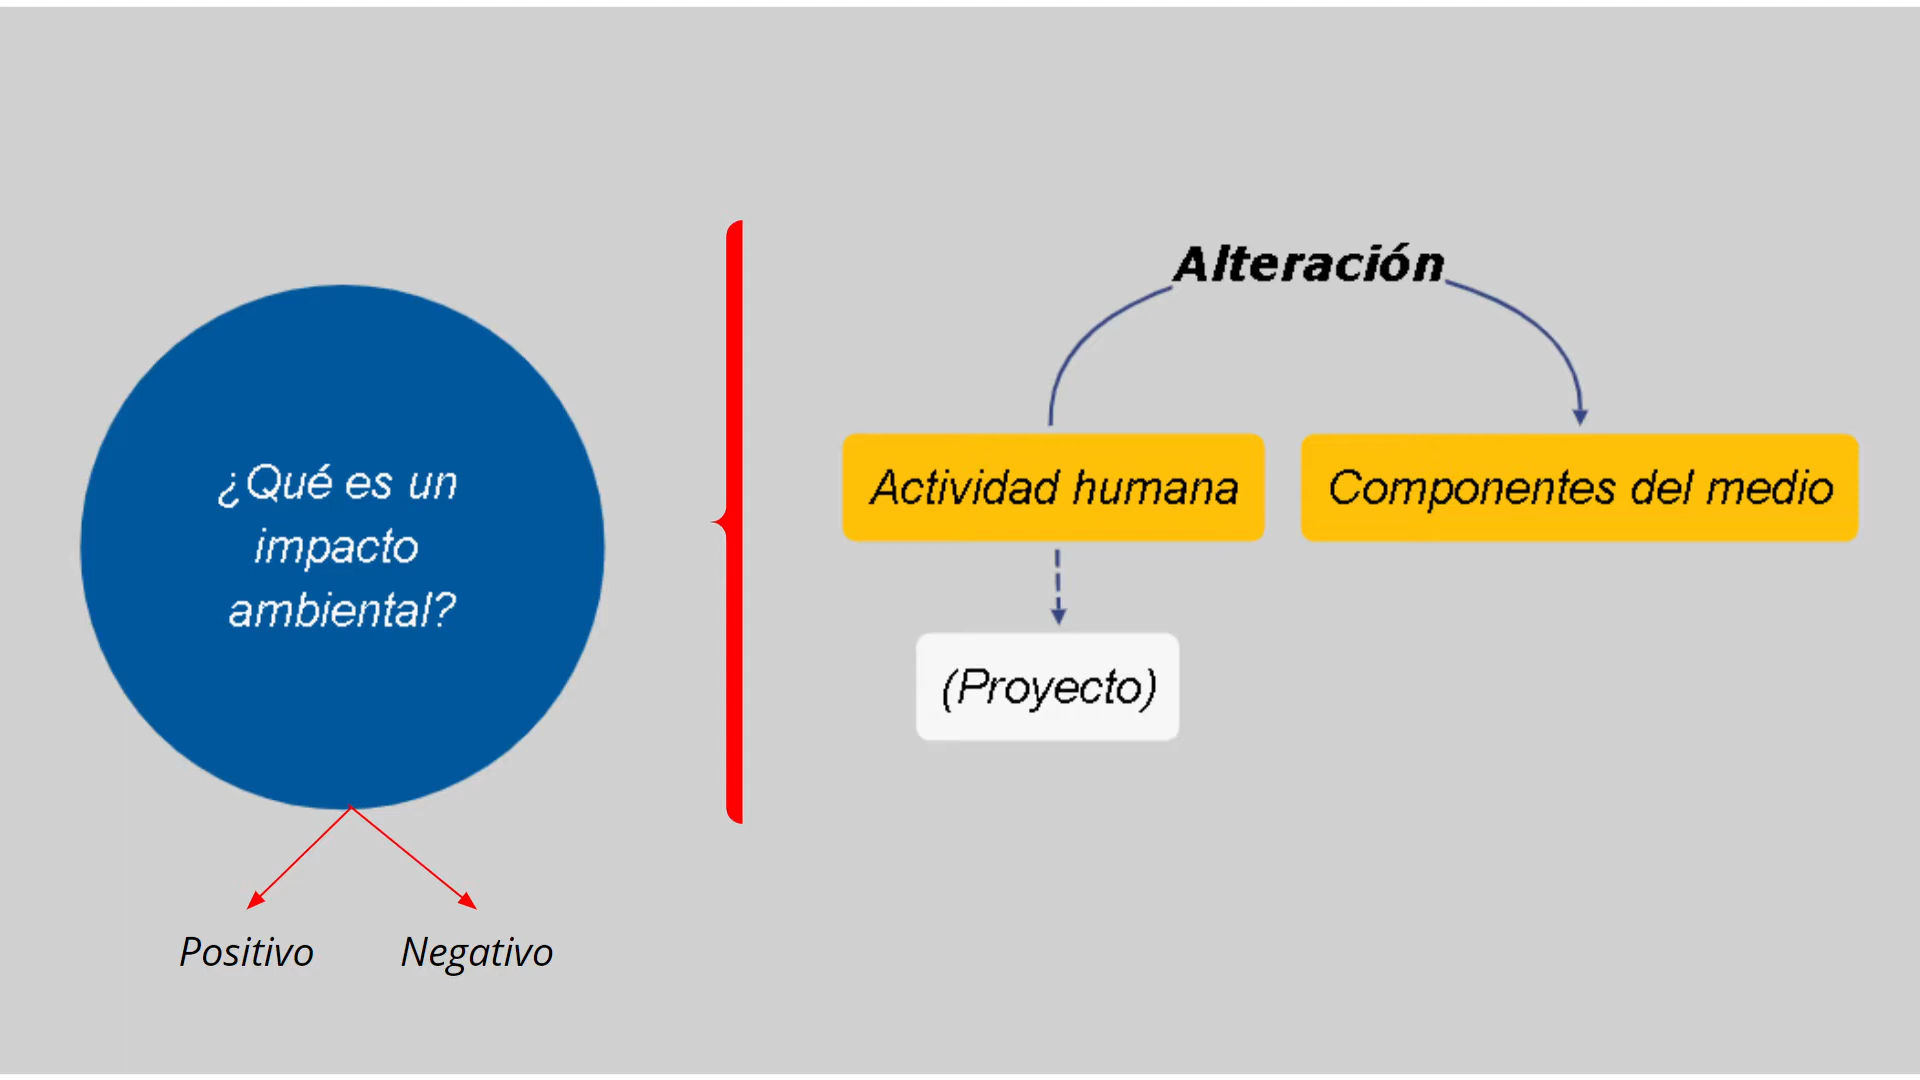 ¿Qué es un
impacto
ambiental?
Positivo
Negativo
Alteración
Actividad humana
Componentes del medio
(Proyecto)